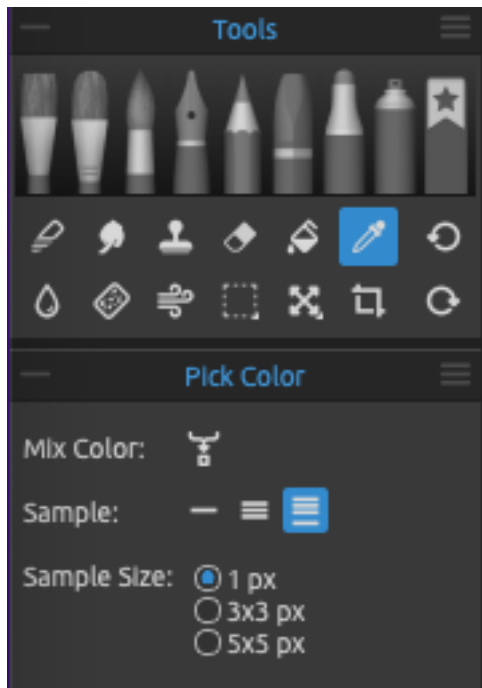 Tools
Pick Color
Mix Color:
Sample:
Sample Size: 1 px
3x3 px
5x5 px